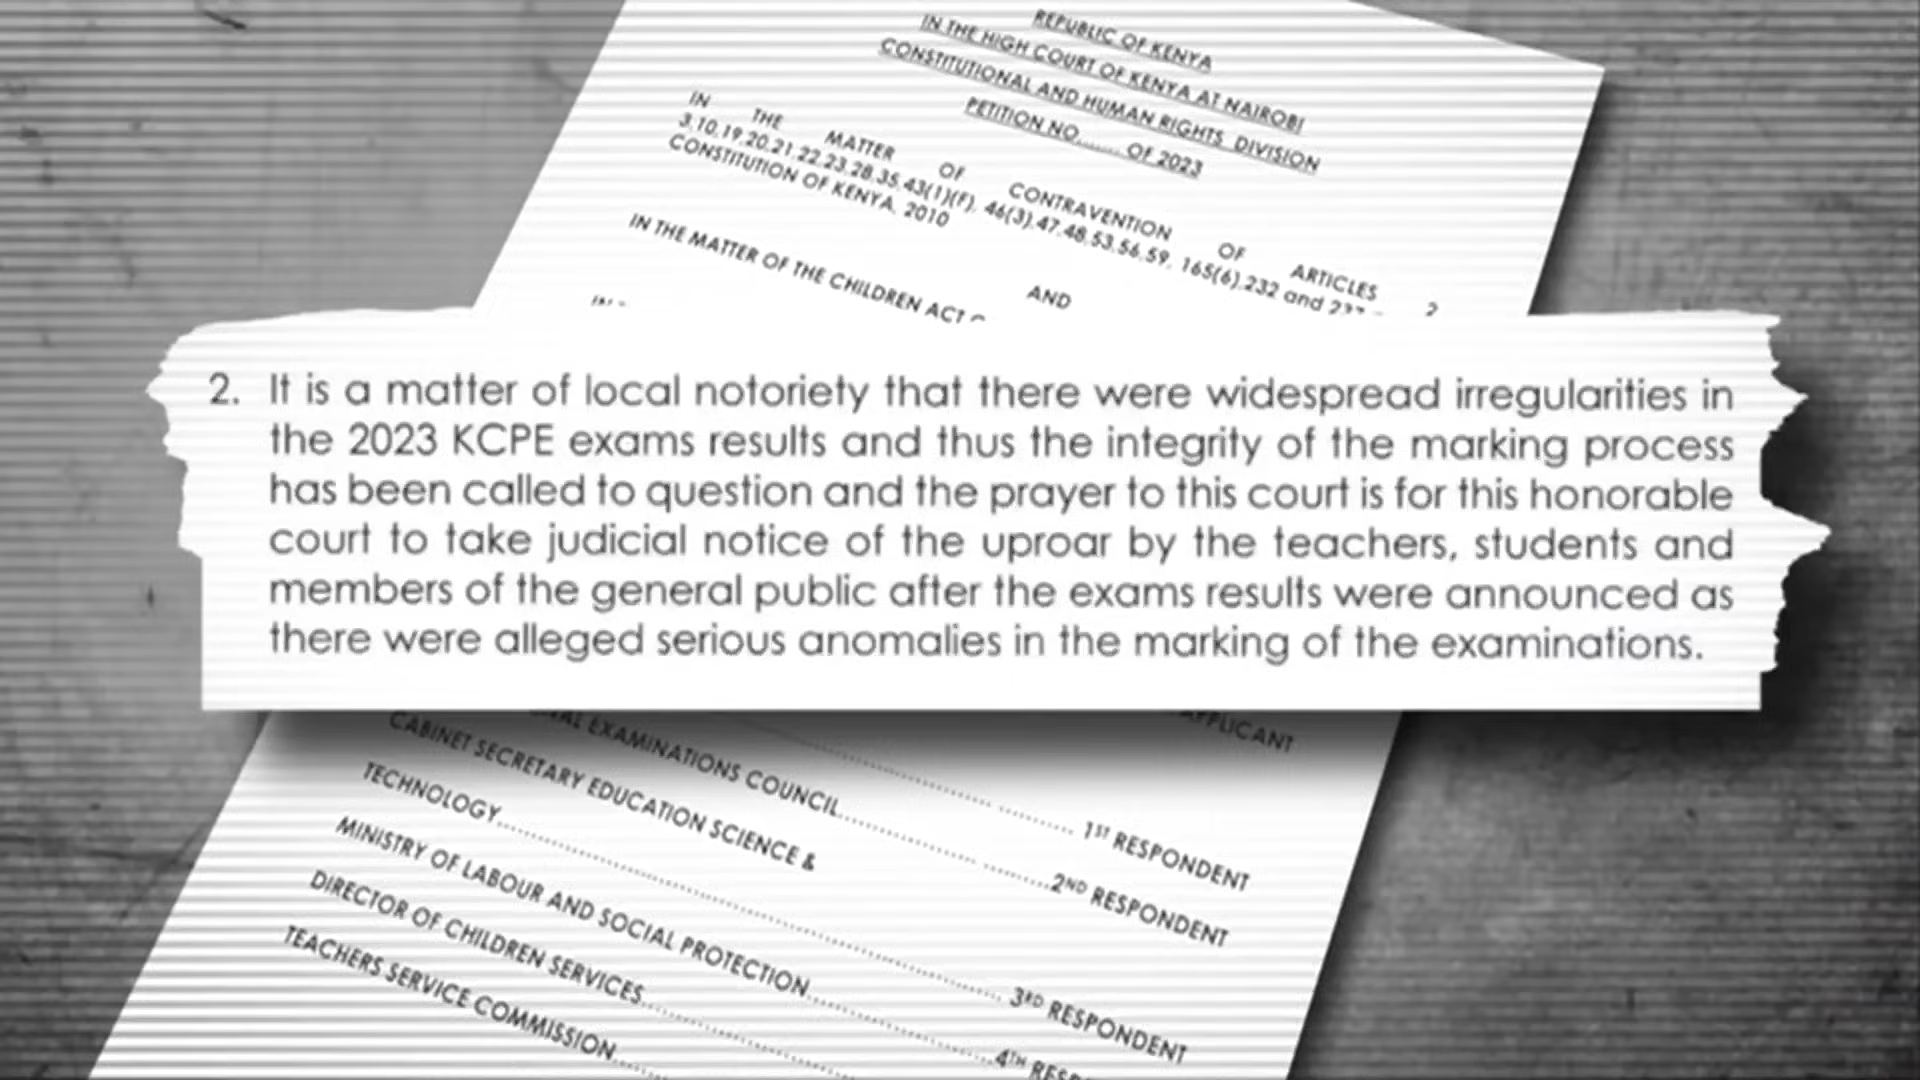 REPUBLIC OF KENYA
IN THE HIGH COURT OF KENYA AT NAIROBI
CONSTITUTIONAL AND HUMAN RIGHTS DIVISION
PETITION NO........ OF 2023
IN THE MATTER OF CONTRAVENTION OF ARTICLES 2
3,10,19,20,21,22,23,28,35,43(1)(F), 46(3),47,48,53,56,59, 165(6),232 and
CONSTITUTION OF KENYA, 2010
AND
IN THE MATTER OF THE CHILDREN ACT
2. It is a matter of local notoriety that there were widespread irregularities in
the 2023 KCPE exams results and thus the integrity of the marking process
has been called to question and the prayer to this court is for this honorable
court to take judicial notice of the uproar by the teachers, students and
members of the general public after the exams results were announced as
there were alleged serious anomalies in the marking of the examinations.
APPLICANT
EXAMINATIONS COUNCIL.................... 1ST RESPONDENT
CABINET SECRETARY EDUCATION SCIENCE &
TECHNOLOGY.................... 2ND RESPONDENT
MINISTRY OF LABOUR AND SOCIAL PROTECTION.................... 3RD RESPONDENT
DIRECTOR OF CHILDREN SERVICES.................... 4TH
TEACHERS SERVICE COMMISSION....................